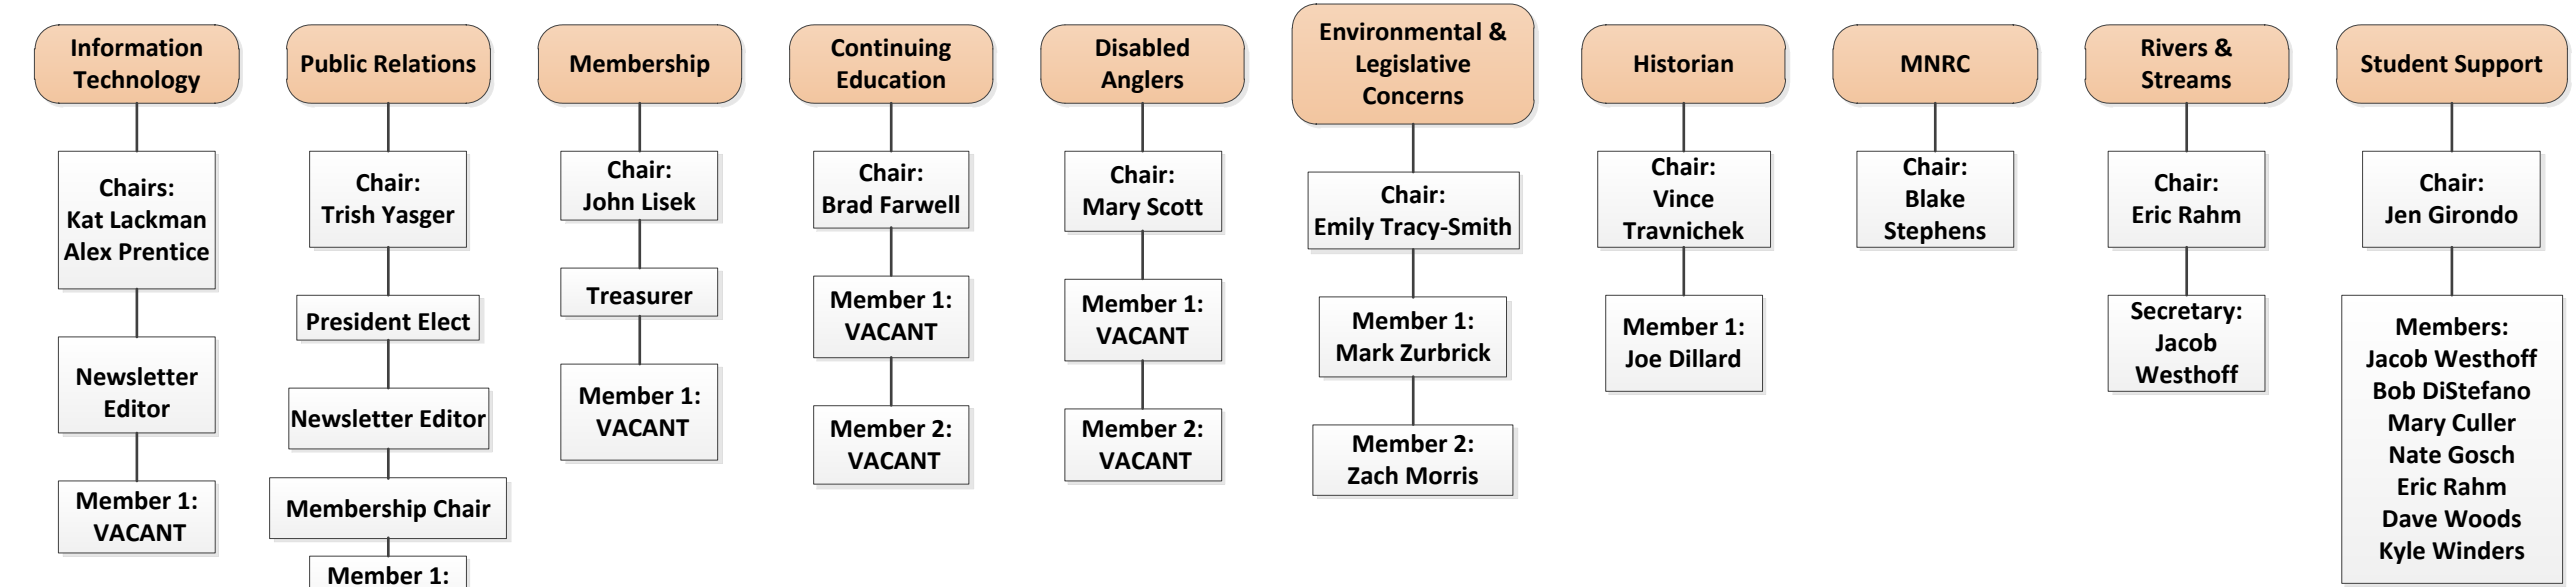 Information
Technology
Chairs:
Kat Lackman
Alex Prentice
Newsletter
Editor
Member 1:
VACANT
Public Relations
Chair:
Trish Yasger
President Elect
Newsletter Editor
Membership Chair
Member 1:
Membership
Chair:
John Lisek
Treasurer
Member 1:
VACANT
Continuing
Education
Chair:
Brad Farwell
Member 1:
VACANT
Member 2:
VACANT
Disabled
Anglers
Chair:
Mary Scott
Member 1:
VACANT
Member 2:
VACANT
Environmental &
Legislative
Concerns
Chair:
Emily Tracy-Smith
Member 1:
Mark Zurbrick
Member 2:
Zach Morris
Historian
Chair:
Vince
Travnichek
Member 1:
Joe Dillard
MNRC
Chair:
Blake
Stephens
Rivers &
Streams
Chair:
Eric Rahm
Secretary:
Jacob
Westhoff
Student Support
Chair:
Jen Girondo
Members:
Jacob Westhoff
Bob DiStefano
Mary Culler
Nate Gosch
Eric Rahm
Dave Woods
Kyle Winders